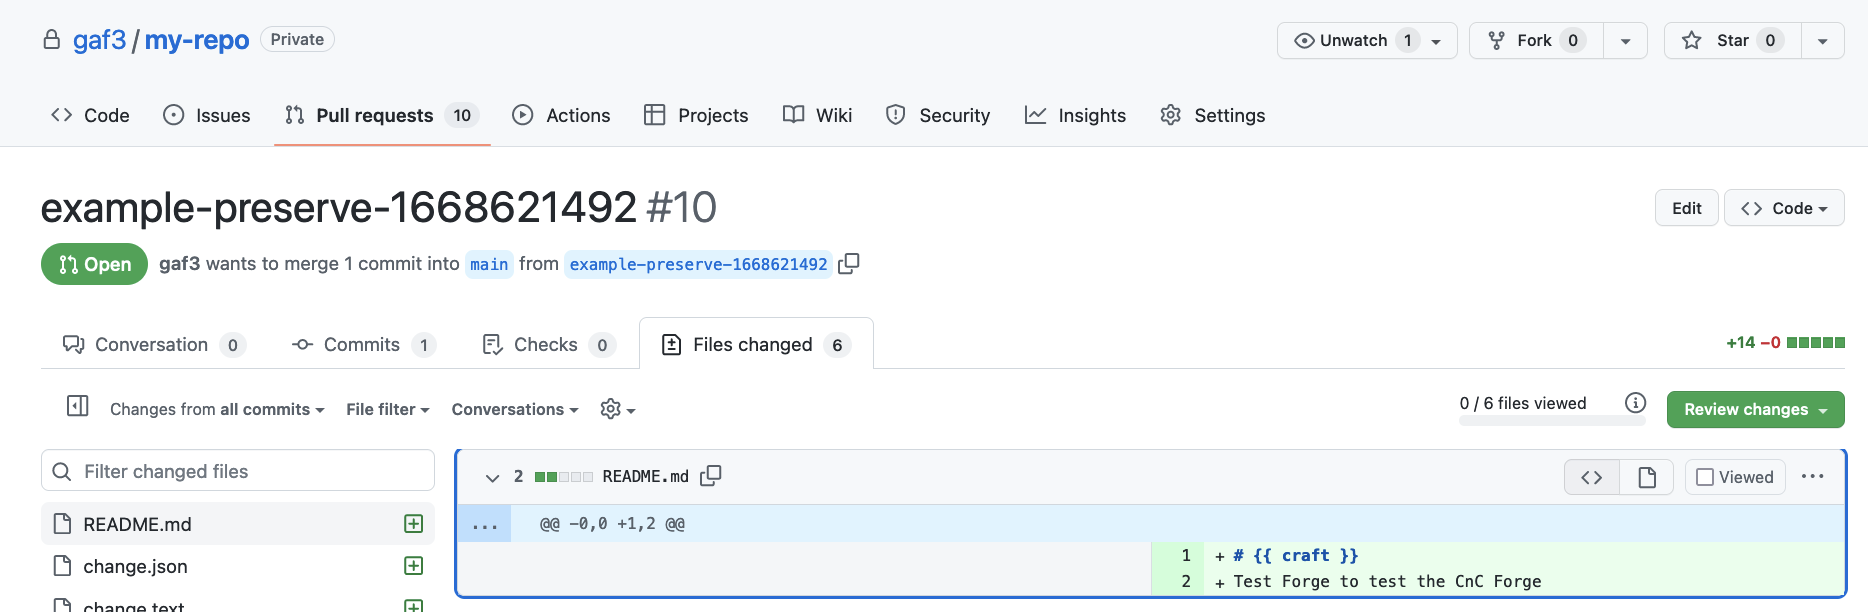 gaf3 / my-repo Private
Unwatch 1 Fork 0 Star 0
Code Issues Pull requests 10 Actions Projects Wiki Security Insights Settings
example-preserve-1668621492 #10
Edit Code
Open gaf3 wants to merge 1 commit into main from example-preserve-1668621492
Conversation 0 Commits 1 Checks 0 Files changed 6
+14 −0
Changes from all commits File filter Conversations
0 / 6 files viewed
Review changes
Filter changed files
README.md
change.json
change.text
2 README.md
Viewed
... @@ -0,0 +1,2 @@
1 + # {{ craft }}
2 + Test Forge to test the CnC Forge